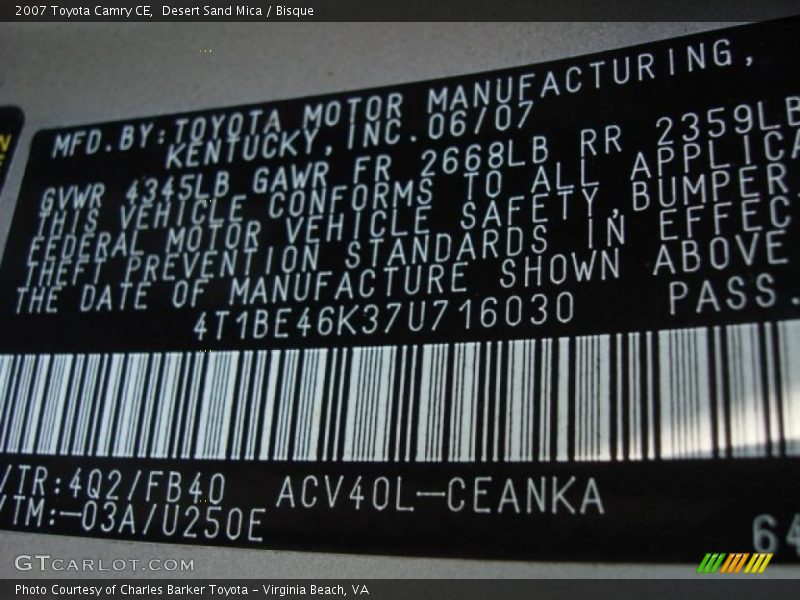 2007 Toyota Camry CE, Desert Sand Mica / Bisque
MFD.BY:TOYOTA MOTOR MANUFACTURING,
KENTUCKY,INC.06/07
GVWR 4345LB GAWR FR 2668LB RR 2359LB
THIS VEHICLE CONFORMS TO ALL APPLICA
FEDERAL MOTOR VEHICLE SAFETY,BUMPER
THEFT PREVENTION STANDARDS IN EFFEC
THE DATE OF MANUFACTURE SHOWN ABOVE
4T1BE46K37U716030 PASS.
/TR:4Q2/FB40 ACV40L-CEANKA
/TM:-03A/U250E
64
GTCARLOT.COM
Photo Courtesy of Charles Barker Toyota - Virginia Beach, VA